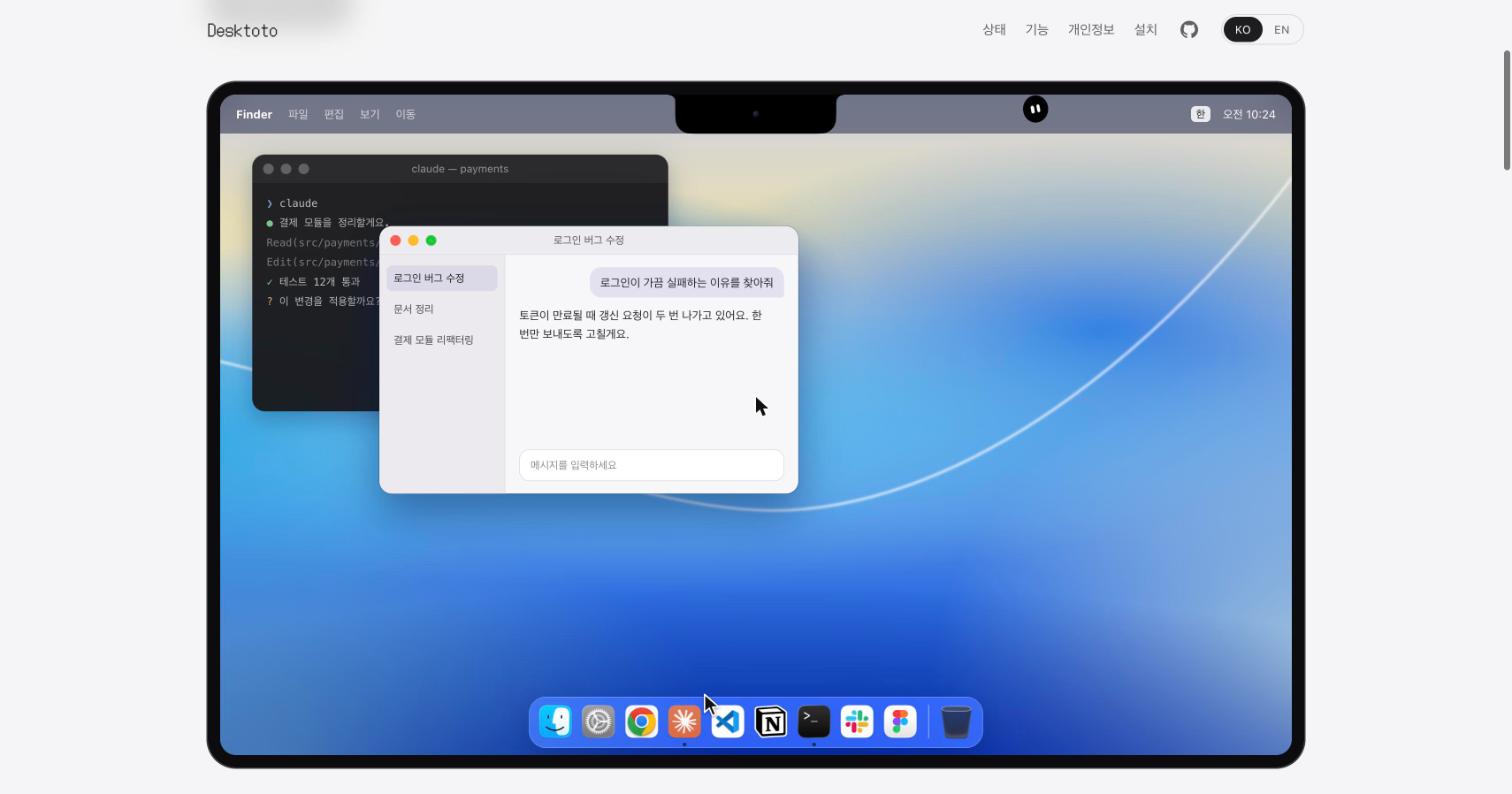 Desktoto
상태
기능
개인정보
설치
KO
EN
Finder
파일
편집
보기
이동
한
오전 10:24
claude — payments
❯ claude
● 결제 모듈을 정리할게요.
Read(src/payments/
Edit(src/payments/
✓ 테스트 12개 통과
? 이 변경을 적용할까요?
로그인 버그 수정
로그인 버그 수정
문서 정리
결제 모듈 리팩터링
로그인이 가끔 실패하는 이유를 찾아줘
토큰이 만료될 때 갱신 요청이 두 번 나가고 있어요. 한
번만 보내도록 고칠게요.
메시지를 입력하세요